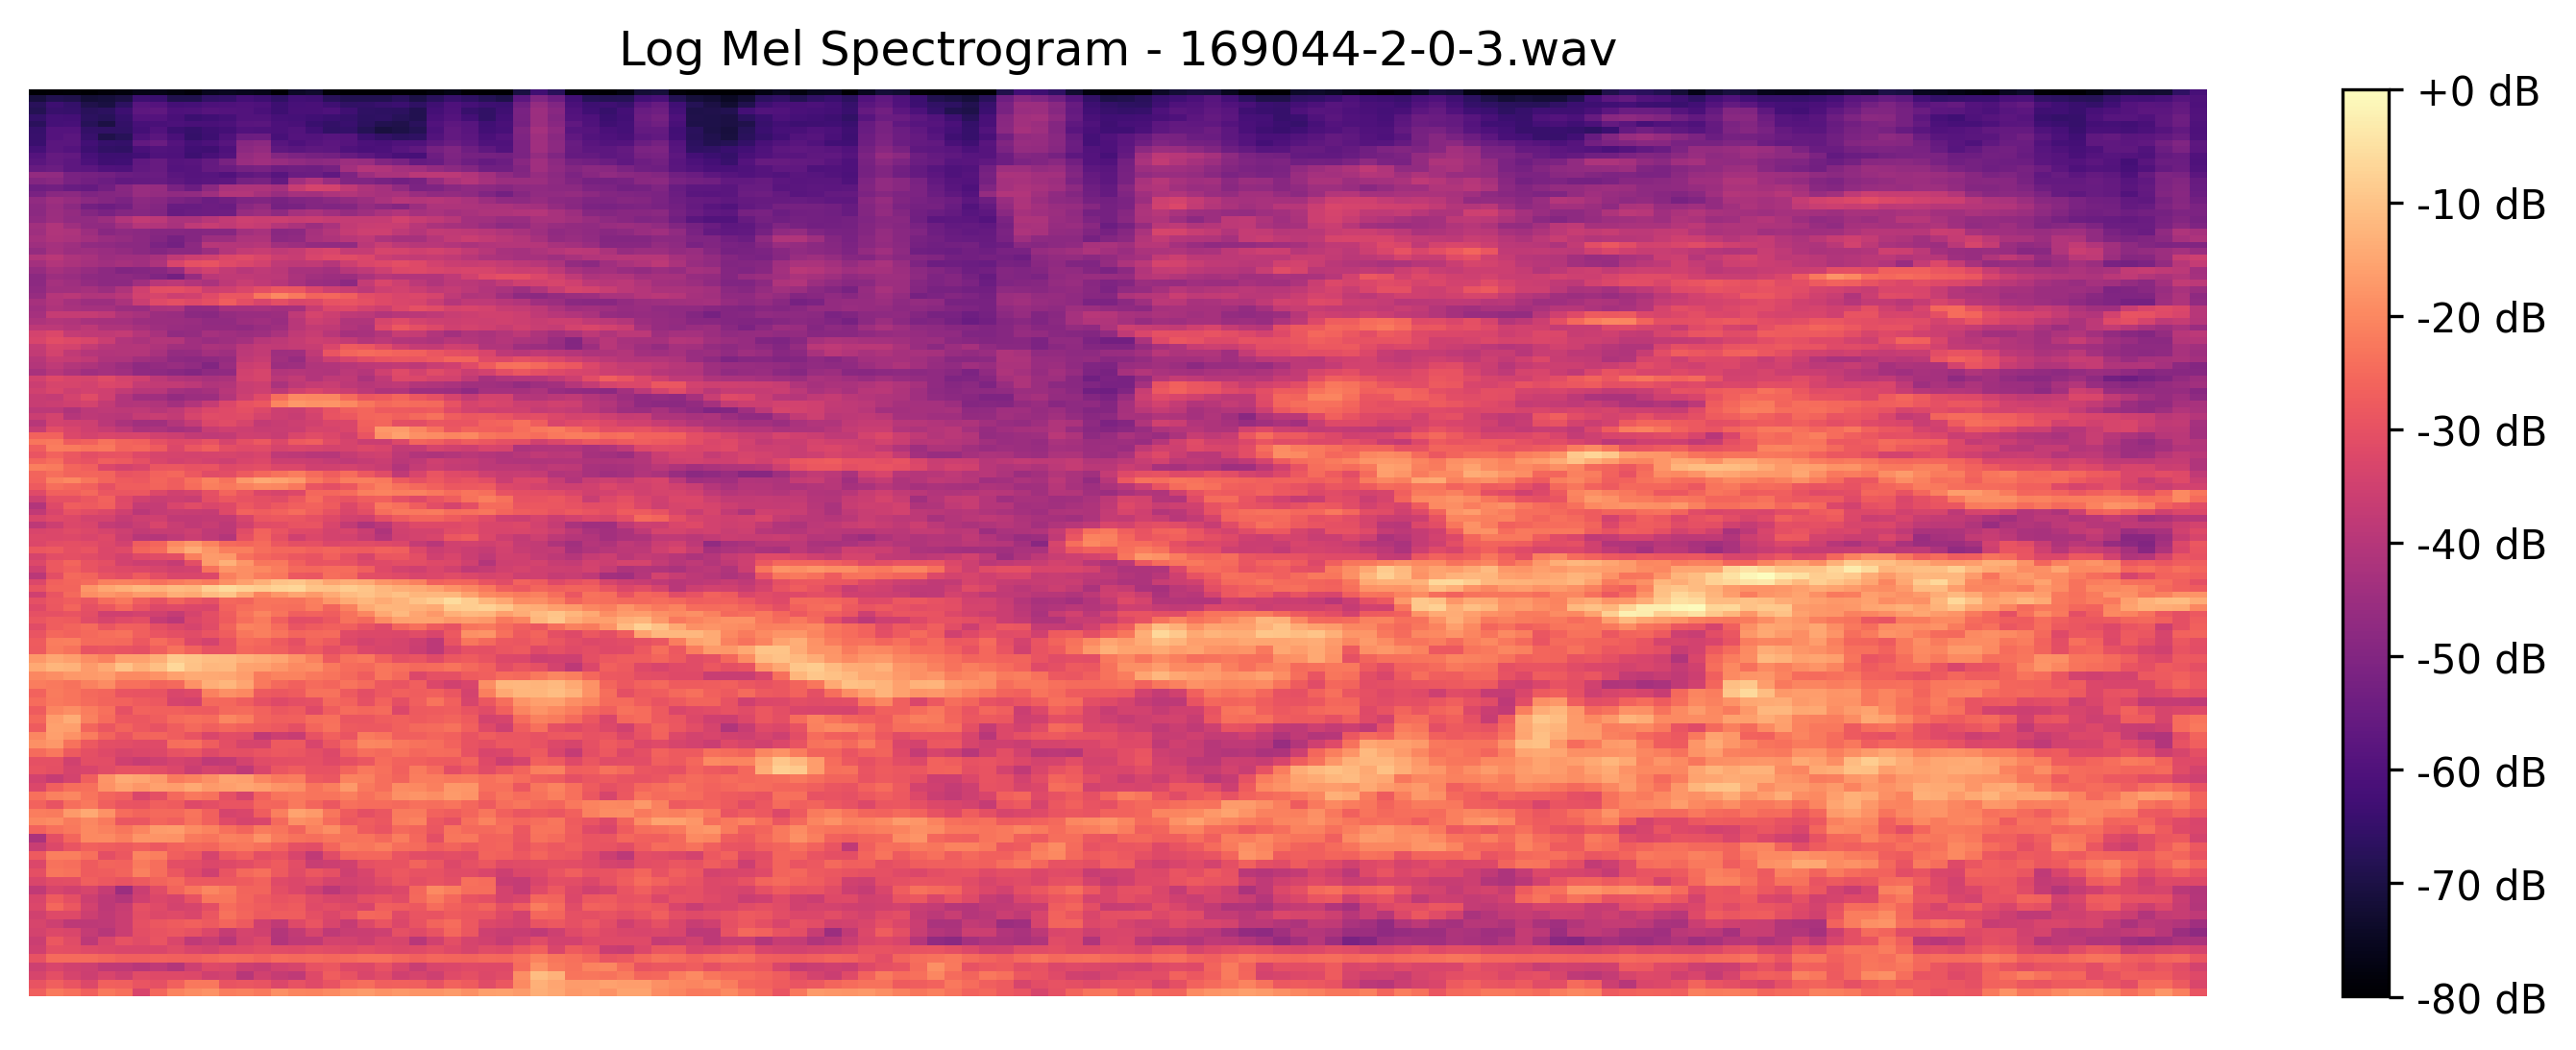 Log Mel Spectrogram - 169044-2-0-3.wav
+0 dB
-10 dB
-20 dB
-30 dB
-40 dB
-50 dB
-60 dB
-70 dB
-80 dB